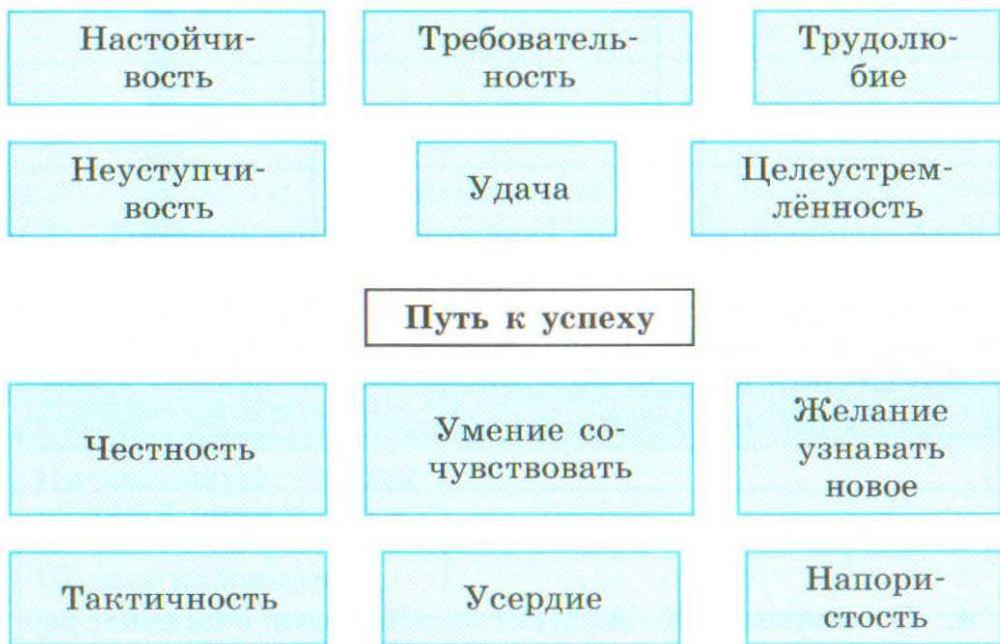 Настойчи-
вость
Требователь-
ность
Трудолю-
бие
Неуступчи-
вость
Удача
Целеустрем-
лённость
Путь к успеху
Честность
Умение со-
чувствовать
Желание
узнавать
новое
Тактичность
Усердие
Напори-
стость